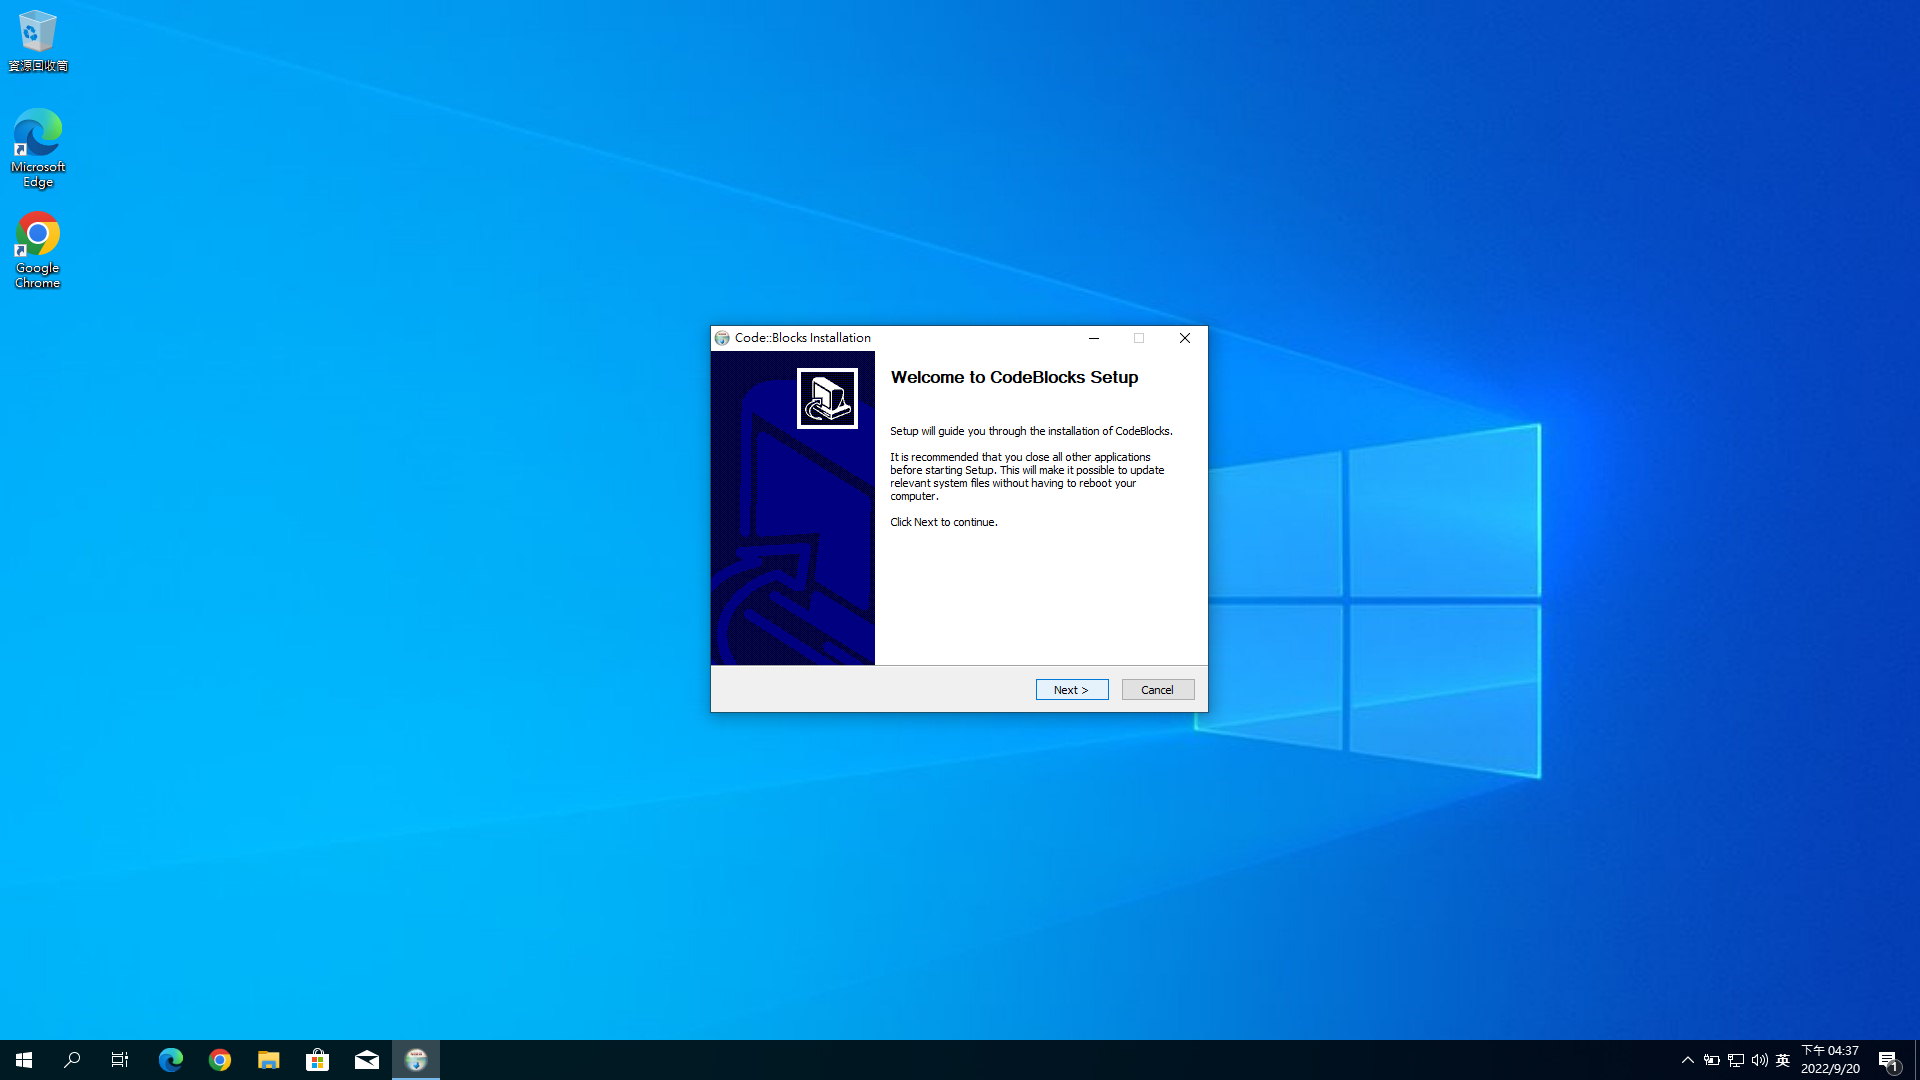 資源回收筒
Microsoft
Edge
Google
Chrome
Code::Blocks Installation
Welcome to CodeBlocks Setup
Setup will guide you through the installation of CodeBlocks.
It is recommended that you close all other applications
before starting Setup. This will make it possible to update
relevant system files without having to reboot your
computer.
Click Next to continue.
Next >
Cancel
英
下午 04:37
2022/9/20
1